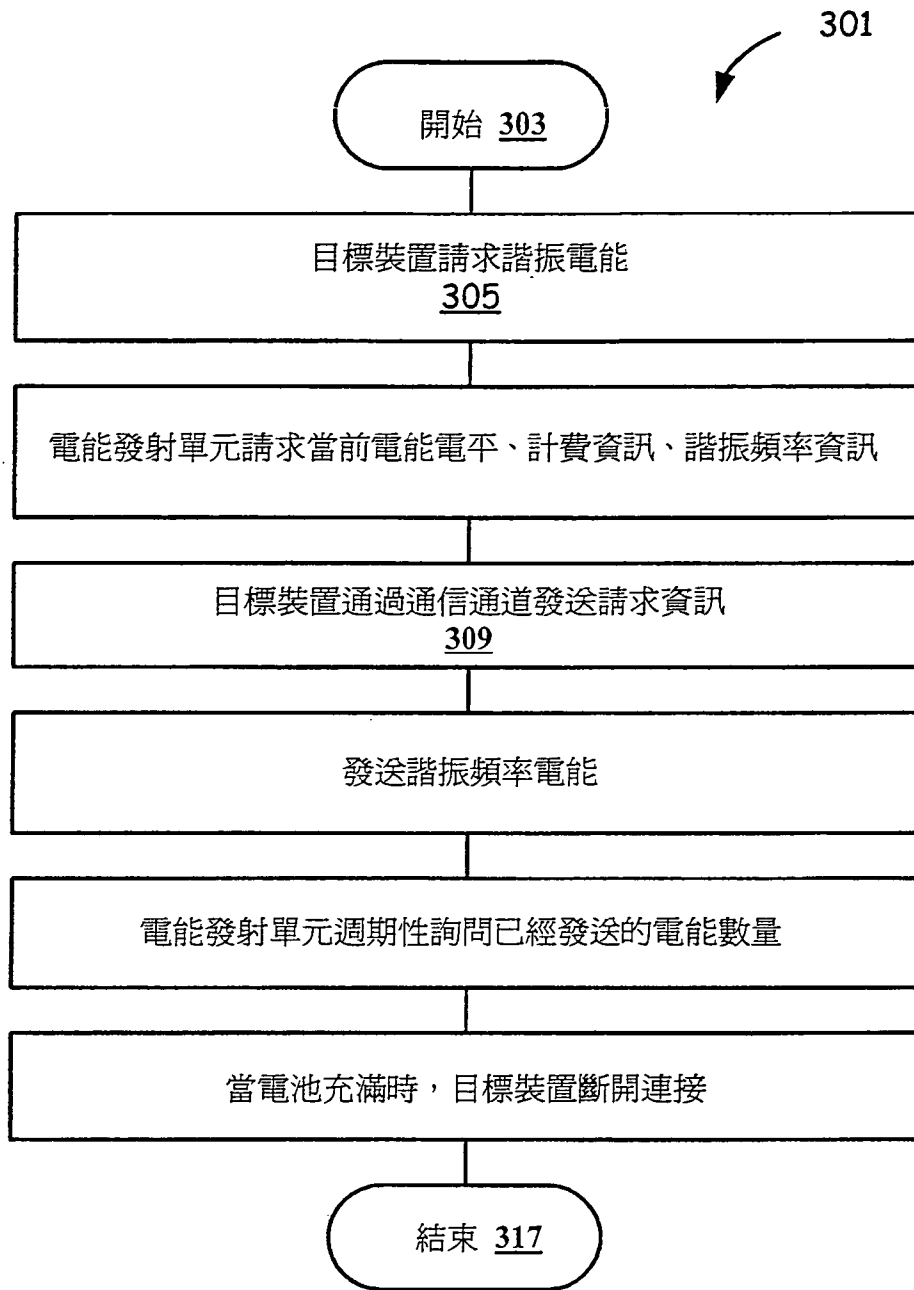 301
開始 303
目標裝置請求諧振電能
305
電能發射單元請求當前電能電平、計費資訊、諧振頻率資訊
目標裝置通過通信通道發送請求資訊
309
發送諧振頻率電能
電能發射單元週期性詢問已經發送的電能數量
當電池充滿時，目標裝置斷開連接
結束 317